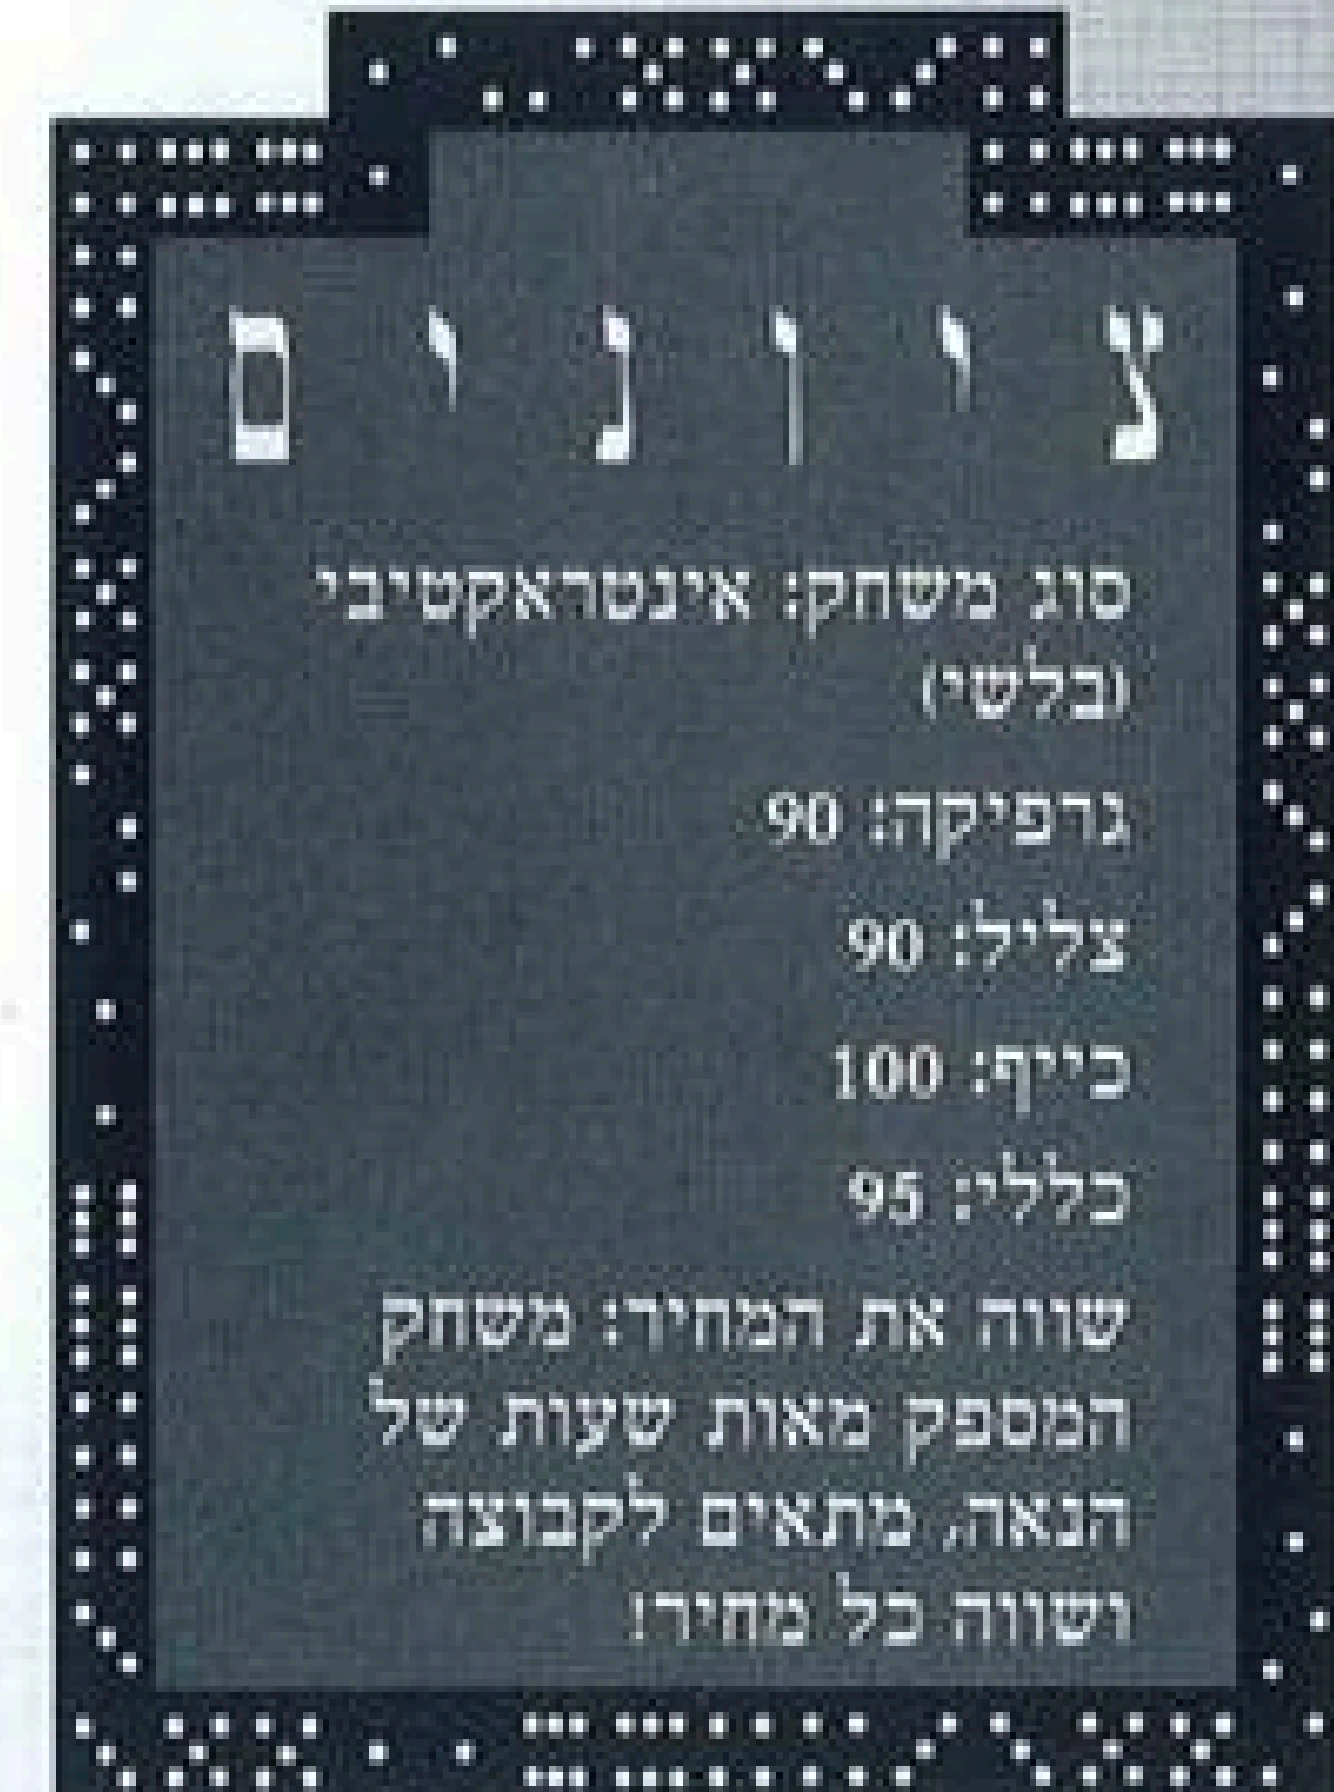 ציונים
סוג משחק: אינטראקטיבי
(בלשי)
גרפיקה: 90
צליל: 90
כייף: 100
כללי: 95
שווה את המחיר: משחק
המספק מאות שעות של
הנאה, מתאים לקבוצה
ושווה כל מחיר!